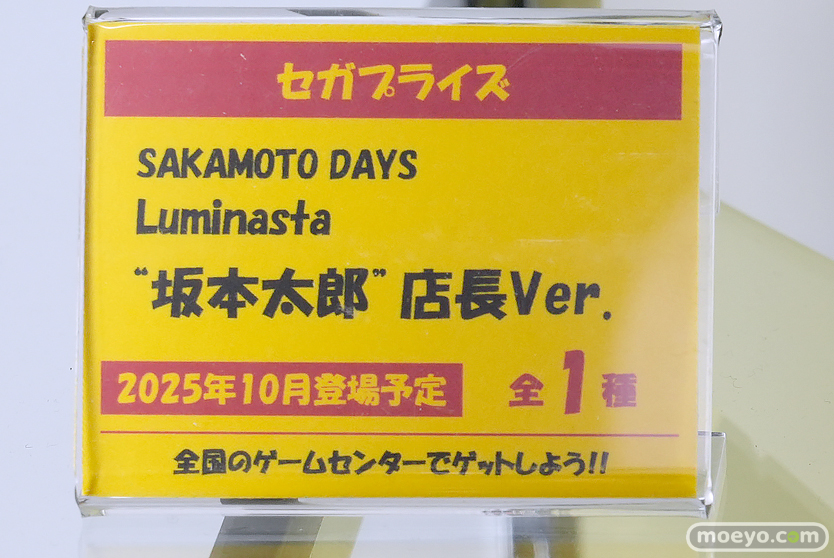 セガプライズ
SAKAMOTO DAYS
Luminasta
“坂本太郎”店長Ver.
2025年10月登場予定 全1種
全国のゲームセンターでゲットしよう!!
moeyo.com